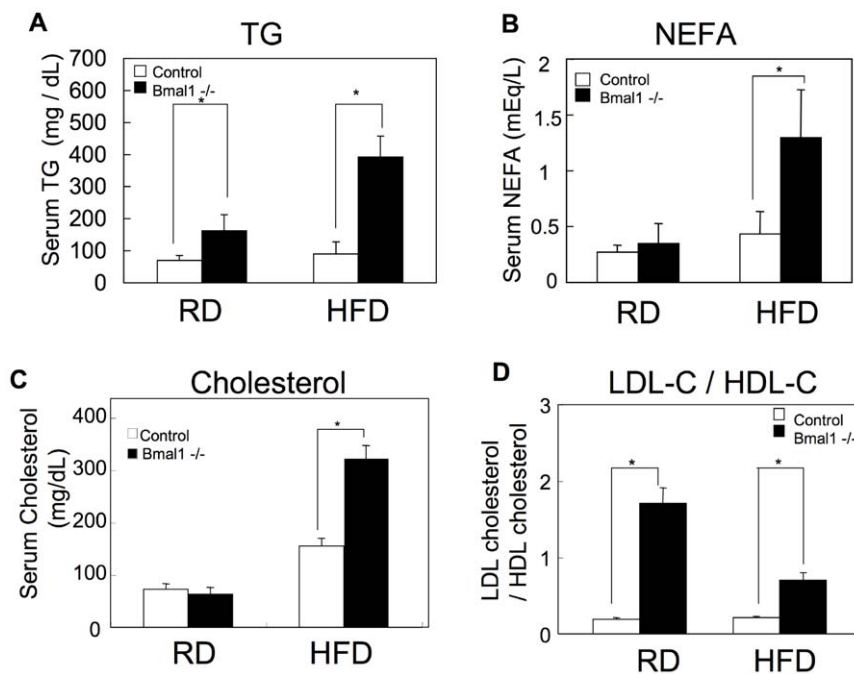 A
TG
Serum TG (mg / dL)
700
600
500
400
300
200
100
0
Control
Bmal1 -/-
*
*
RD
HFD
B
NEFA
Serum NEFA (mEq/L)
2
1.5
1
0.5
0
Control
Bmal1 -/-
*
RD
HFD
C
Cholesterol
Serum Cholesterol
(mg/dL)
400
300
200
100
0
Control
Bmal1 -/-
*
RD
HFD
D
LDL-C / HDL-C
LDL cholesterol
/ HDL cholesterol
3
2
1
0
Control
Bmal1 -/-
*
*
RD
HFD